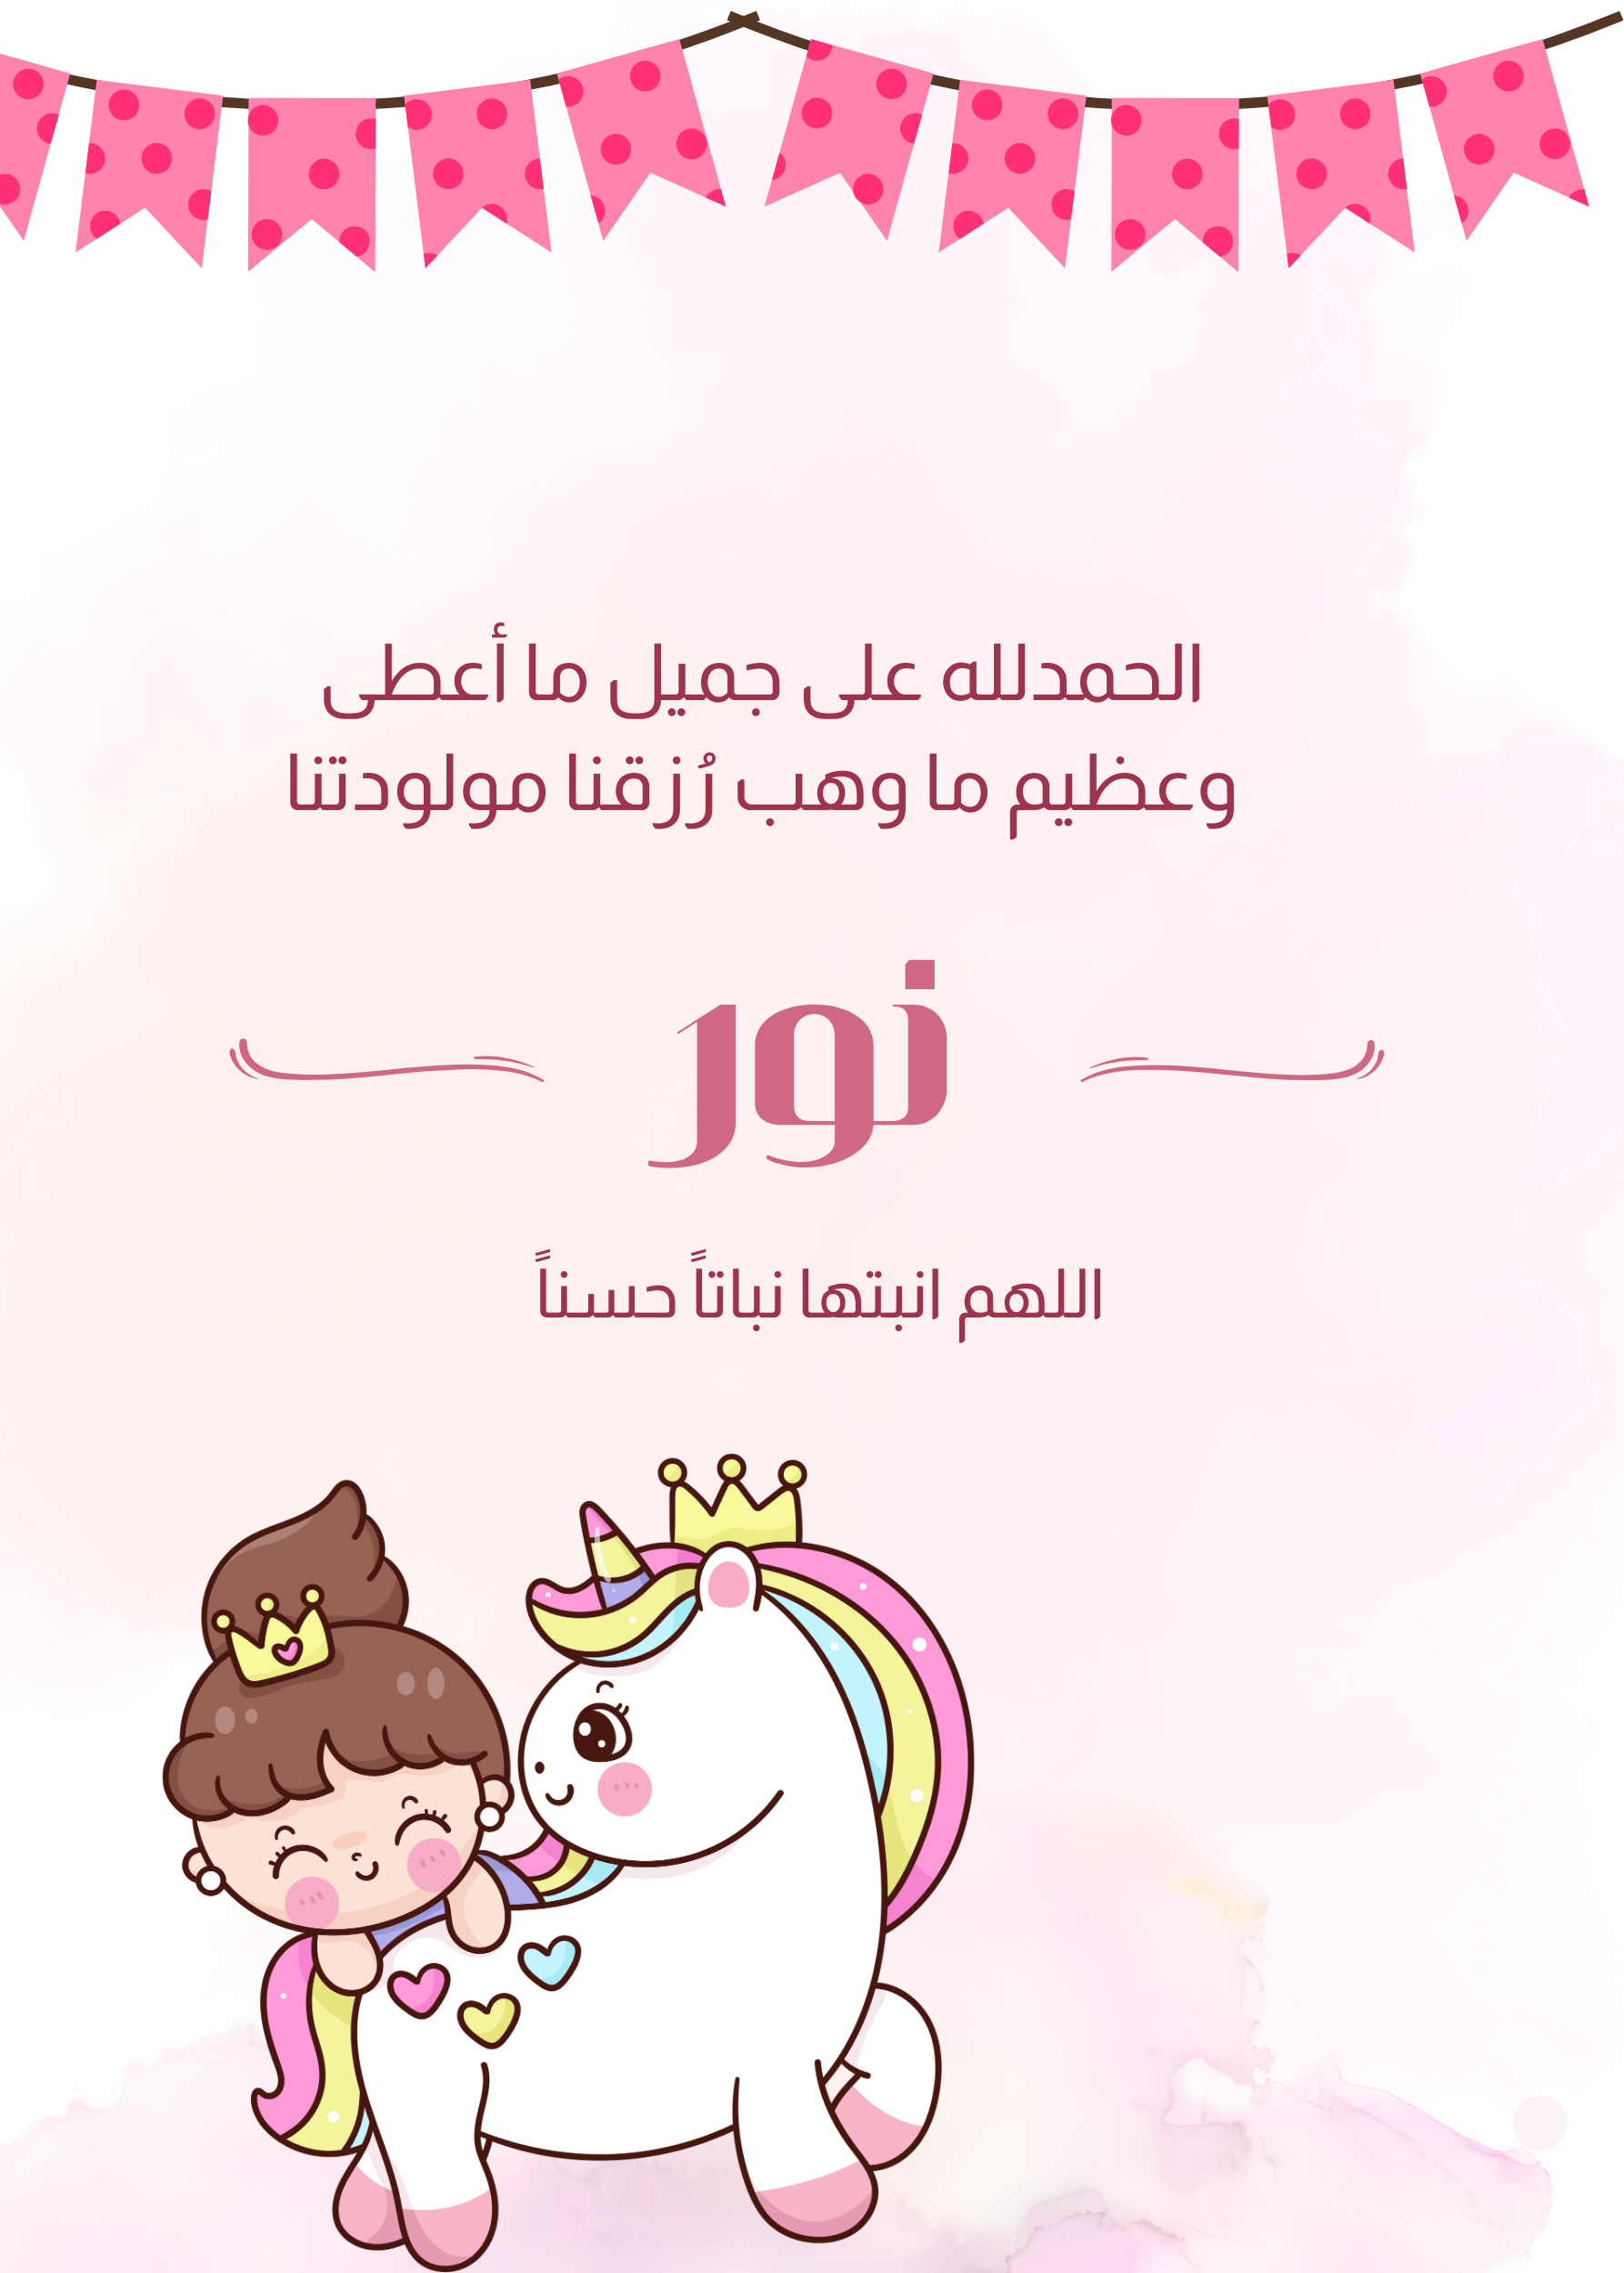 الحمدلله على جميل ما أعطى
وعظيم ما وهب رُزقنا مولودتنا
نور
اللهم انبتها نباتاً حسناً